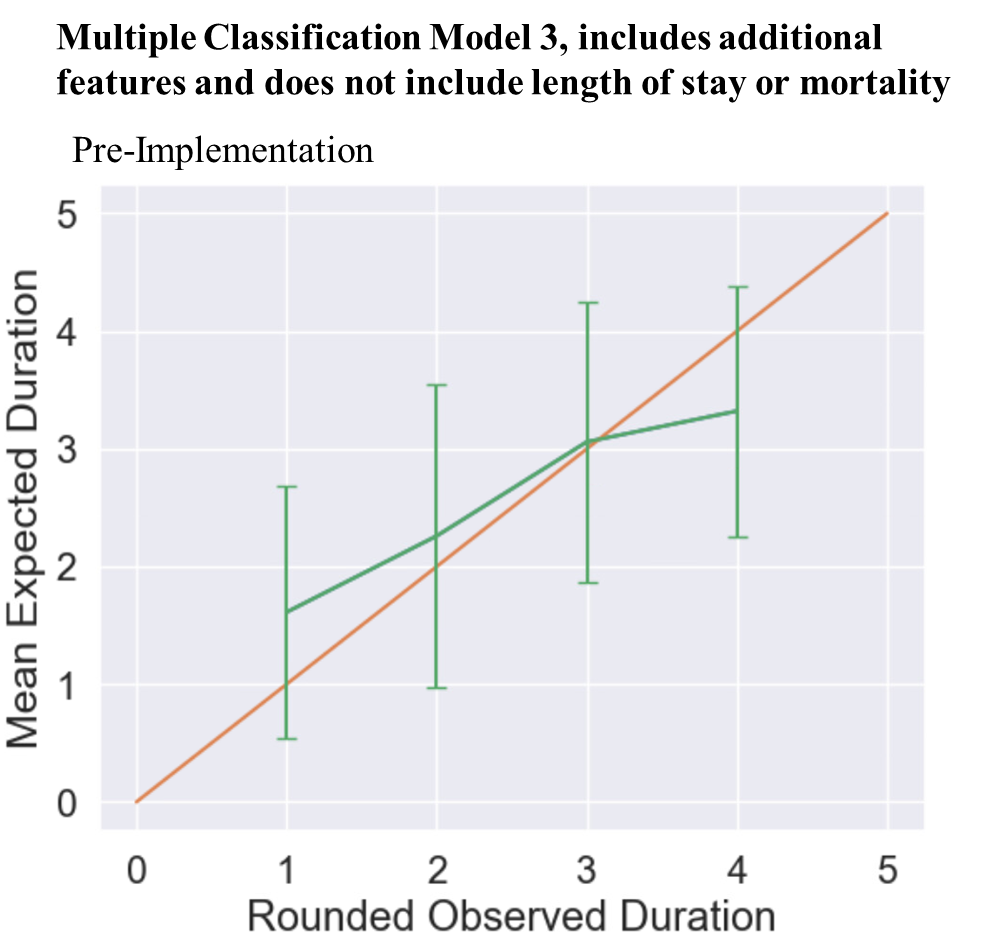 Multiple Classification Model 3, includes additional
features and does not include length of stay or mortality
Pre-Implementation
5
4
3
2
1
0
Mean Expected Duration
0 1 2 3 4 5
Rounded Observed Duration